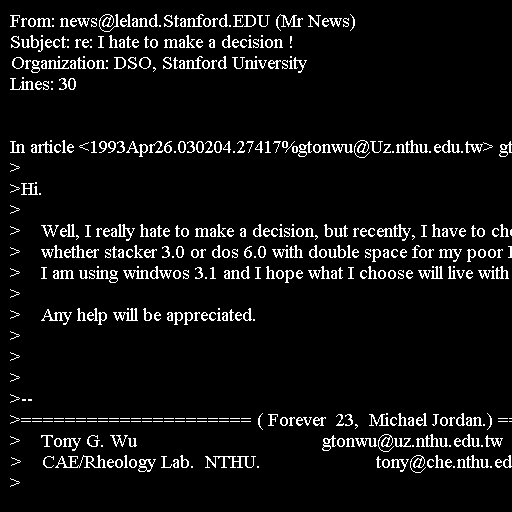 From: news@leland.Stanford.EDU (Mr News)
Subject: re: I hate to make a decision !
Organization: DSO, Stanford University
Lines: 30
In article <1993Apr26.030204.27417%gtonwu@Uz.nthu.edu.tw>
>
>Hi.
>
>    Well, I really hate to make a decision, but recently, I have to
>    whether stacker 3.0 or dos 6.0 with double space for my poor
>    I am using windwos 3.1 and I hope what I choose will live with
>
>    Any help will be appreciated.
>
>
>
>--
>===================== ( Forever  23,  Michael Jordan.) ==
>    Tony G. Wu                                   gtonwu@uz.nthu.edu.tw
>    CAE/Rheology Lab.  NTHU.                      tony@che.nthu.ed
>